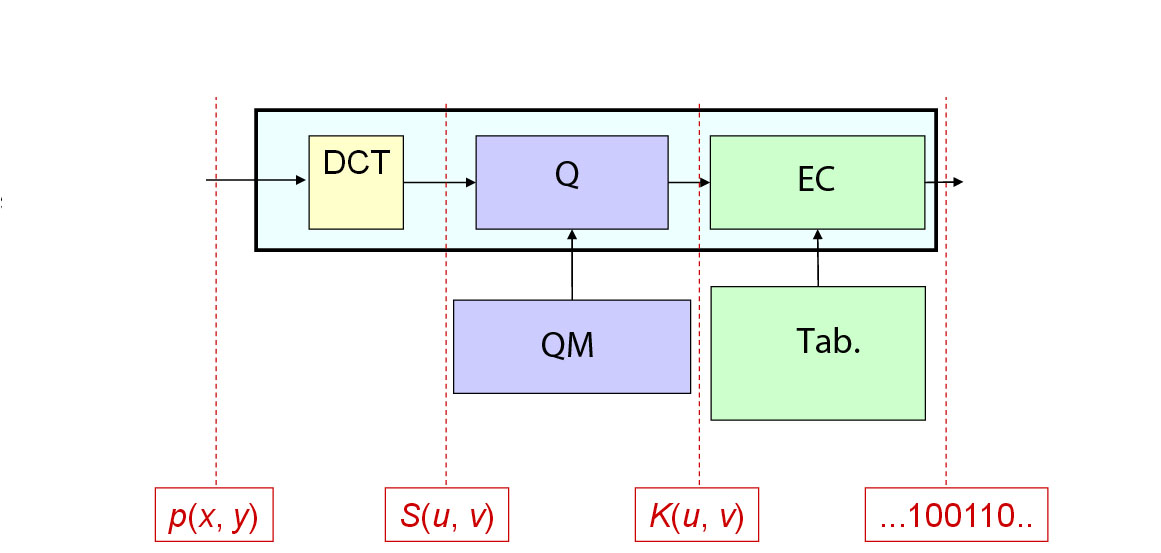 DCT
Q
EC
QM
Tab.
p(x, y)
S(u, v)
K(u, v)
...100110..